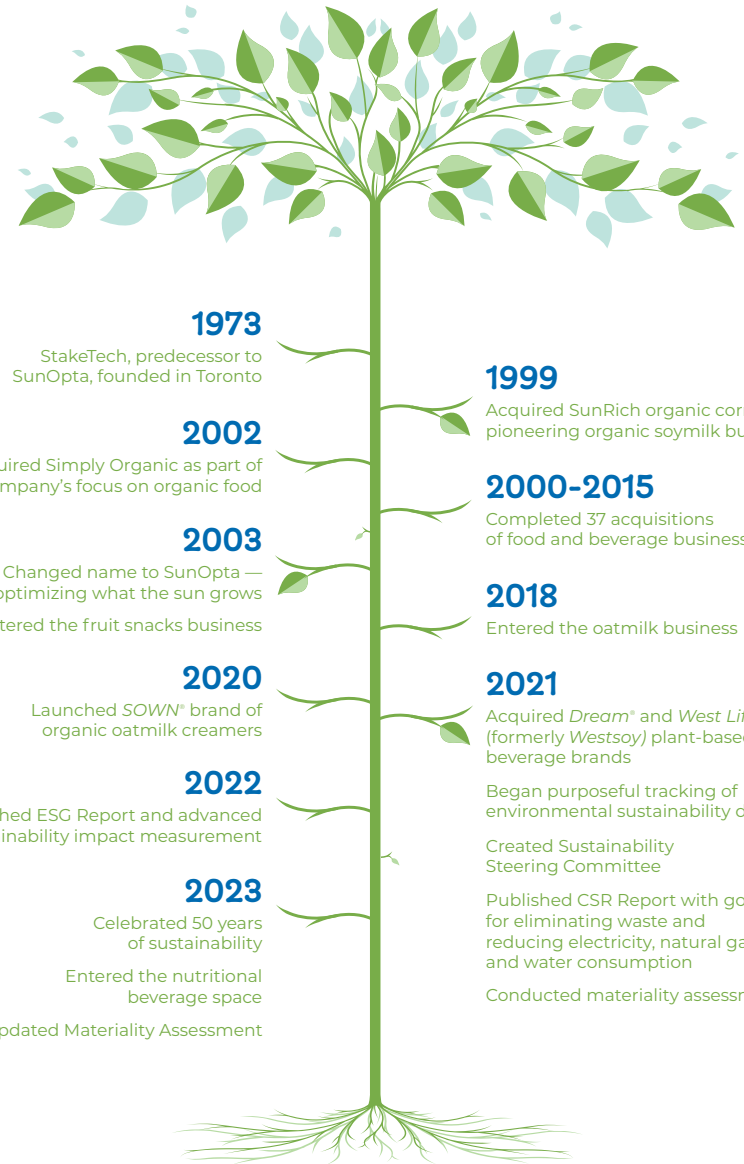 1973
StakeTech, predecessor to
SunOpta, founded in Toronto
2002
Simply Organic as part of
focus on organic food
2003
Changed name to SunOpta —
optimizing what the sun grows
the fruit snacks business
2020
Launched SOWN® brand of
organic oatmilk creamers
2022
ESG Report and advanced
impact measurement
2023
Celebrated 50 years
of sustainability
Entered the nutritional
beverage space
Materiality Assessment
1999
Acquired SunRich organic
pioneering organic soymilk
2000-2015
Completed 37 acquisitions
of food and beverage
2018
Entered the oatmilk business
2021
Acquired Dream® and West
(formerly Westsoy) plant-based
beverage brands
Began purposeful tracking of
environmental sustainability
Created Sustainability
Steering Committee
Published CSR Report with
for eliminating waste and
reducing electricity, natural
and water consumption
Conducted materiality